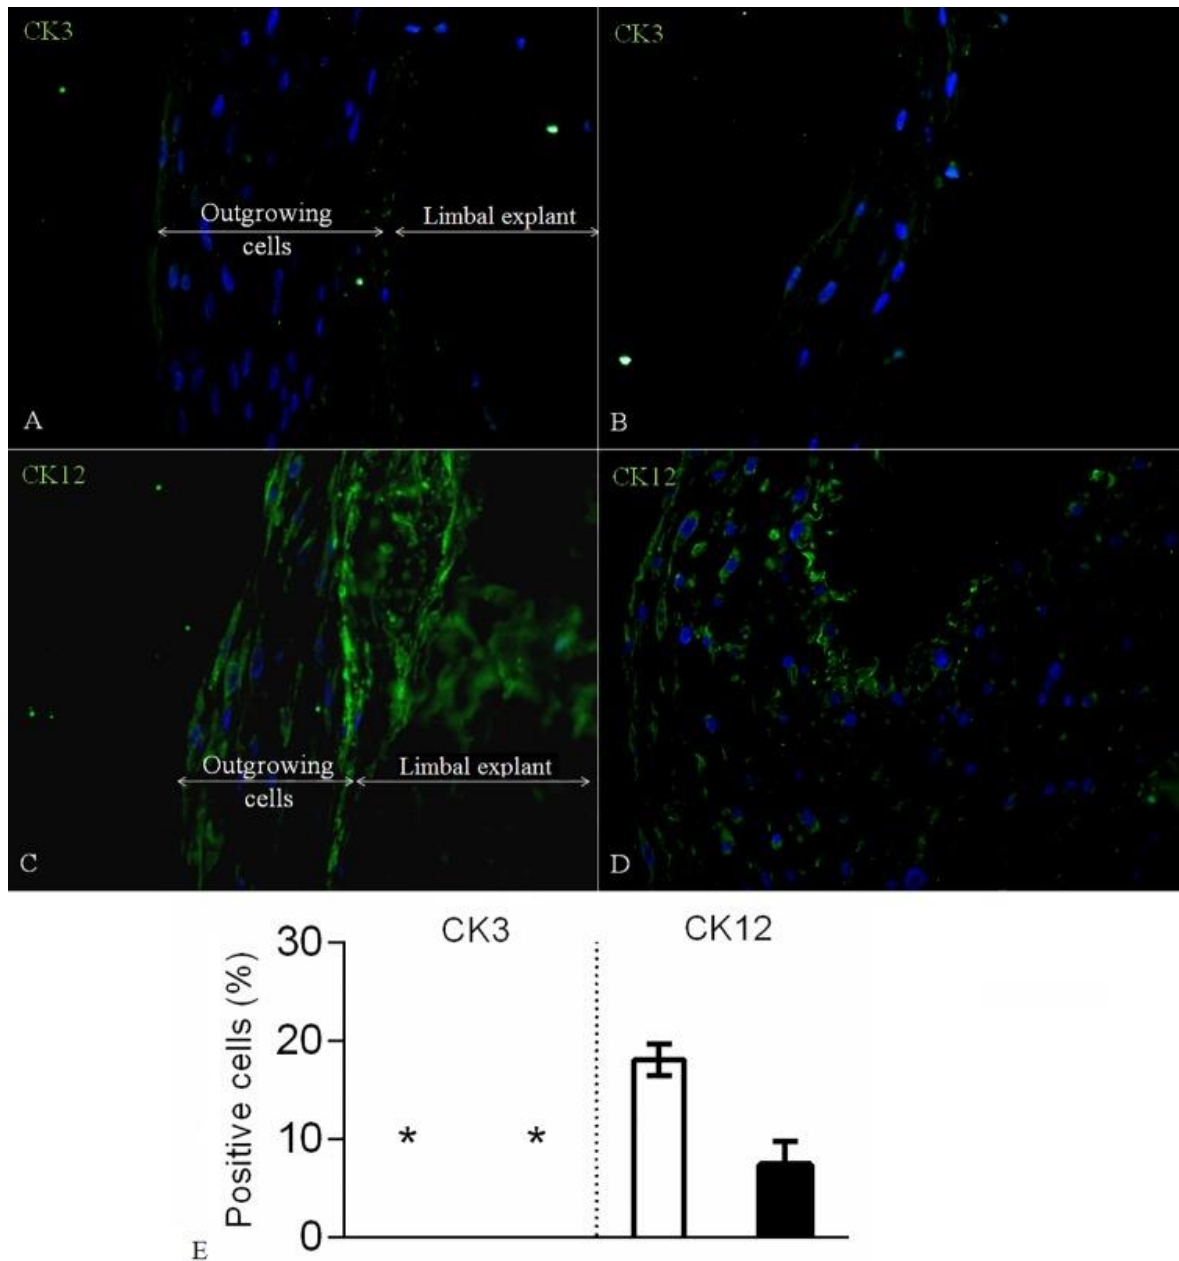 CK3
CK3
Outgrowing
cells
Limbal explant
A
B
CK12
CK12
Outgrowing
cells
Limbal explant
C
D
CK3
CK12
Positive cells (%)
30
20
10
0
*
*
E